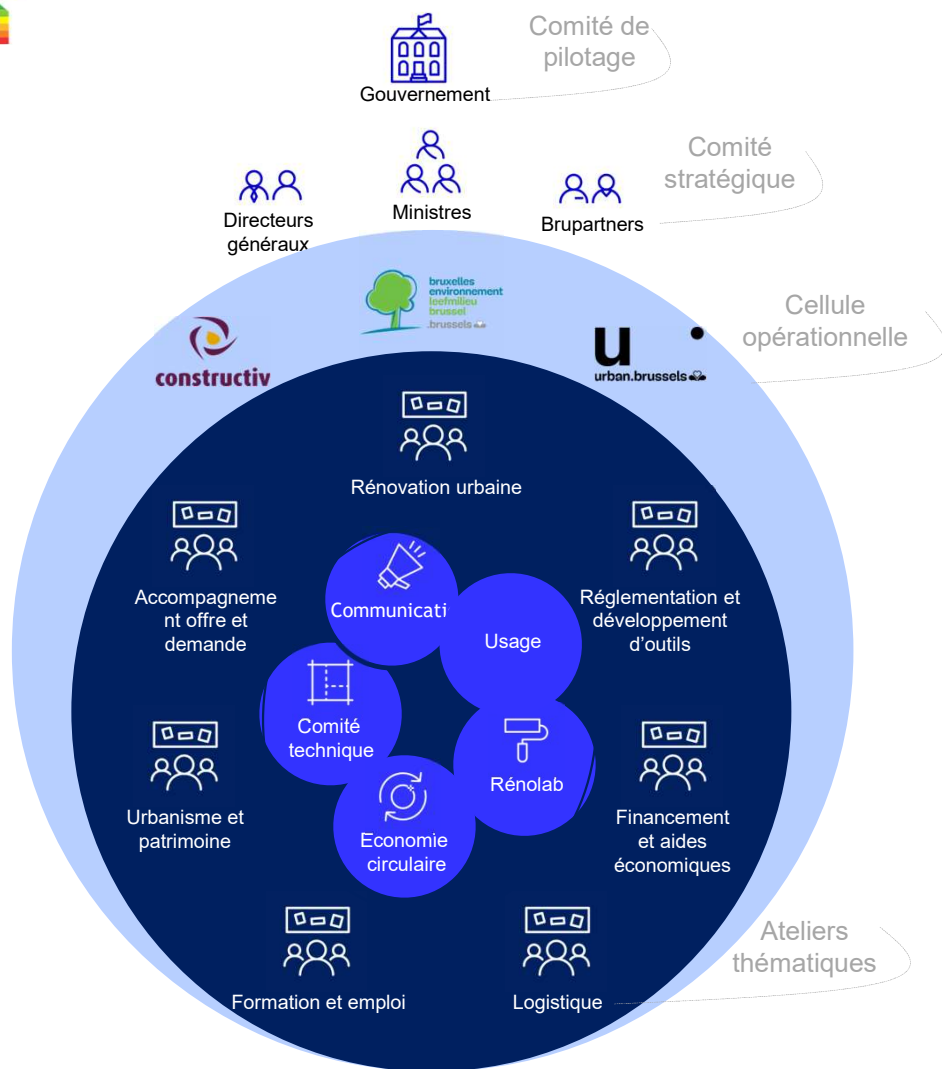 Comité de
pilotage
Gouvernement
Comité
stratégique
Directeurs
généraux
Ministres
Brupartners
bruxelles
environnement
leefmilieu
brussel
.brussels
Cellule
opérationnelle
constructiv
u
urban.brussels
Rénovation urbaine
Accompagneme
nt offre et
demande
Réglementation et
développement
d'outils
Communicati
Usage
Comité
technique
Rénolab
Urbanisme et
patrimoine
Economie
circulaire
Financement
et aides
économiques
Ateliers
thématiques
Formation et emploi
Logistique